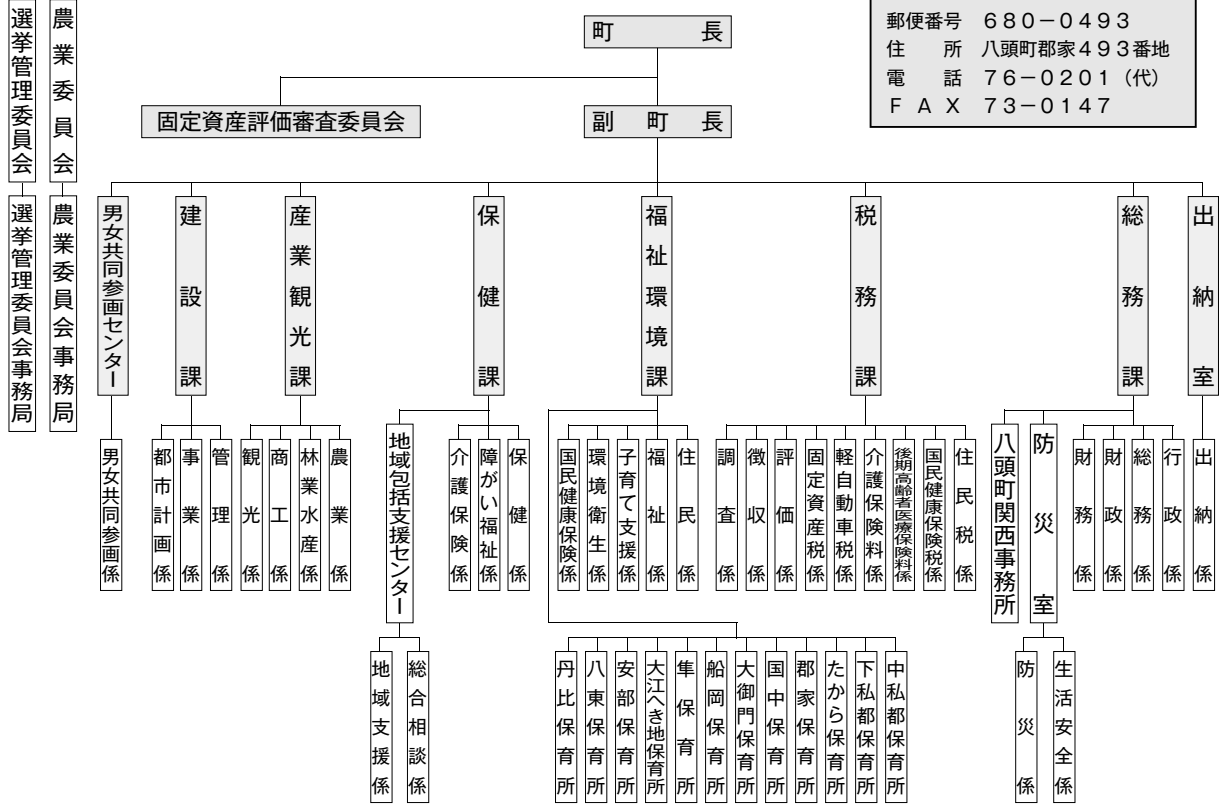 町長
郵便番号 ６８０－０４９３
住所 八頭町郡家４９３番地
電話 ７６－０２０１（代）
ＦＡＸ ７３－０１４７
固定資産評価審査委員会
副町長
出納室
総務課
税務課
福祉環境課
保健課
産業観光課
建設課
男女共同参画センター
農業委員会
選挙管理委員会
農業委員会事務局
選挙管理委員会事務局
出納係
行政係
総務係
財政係
財務係
防災室
八頭町関西事務所
住民税係
国民健康保険税係
後期高齢者医療保険料係
介護保険料係
軽自動車税係
固定資産税係
評価係
徴収係
調査係
住民係
福祉係
子育て支援係
環境衛生係
国民健康保険係
保健係
障がい福祉係
介護保険係
地域包括支援センター
農業係
林業水産係
商工係
観光係
管理係
事業係
都市計画係
男女共同参画係
生活安全係
防災係
中私都保育所
下私都保育所
たから保育所
郡家保育所
国中保育所
大御門保育所
船岡保育所
隼保育所
大江へき地保育所
安部保育所
八東保育所
丹比保育所
総合相談係
地域支援係